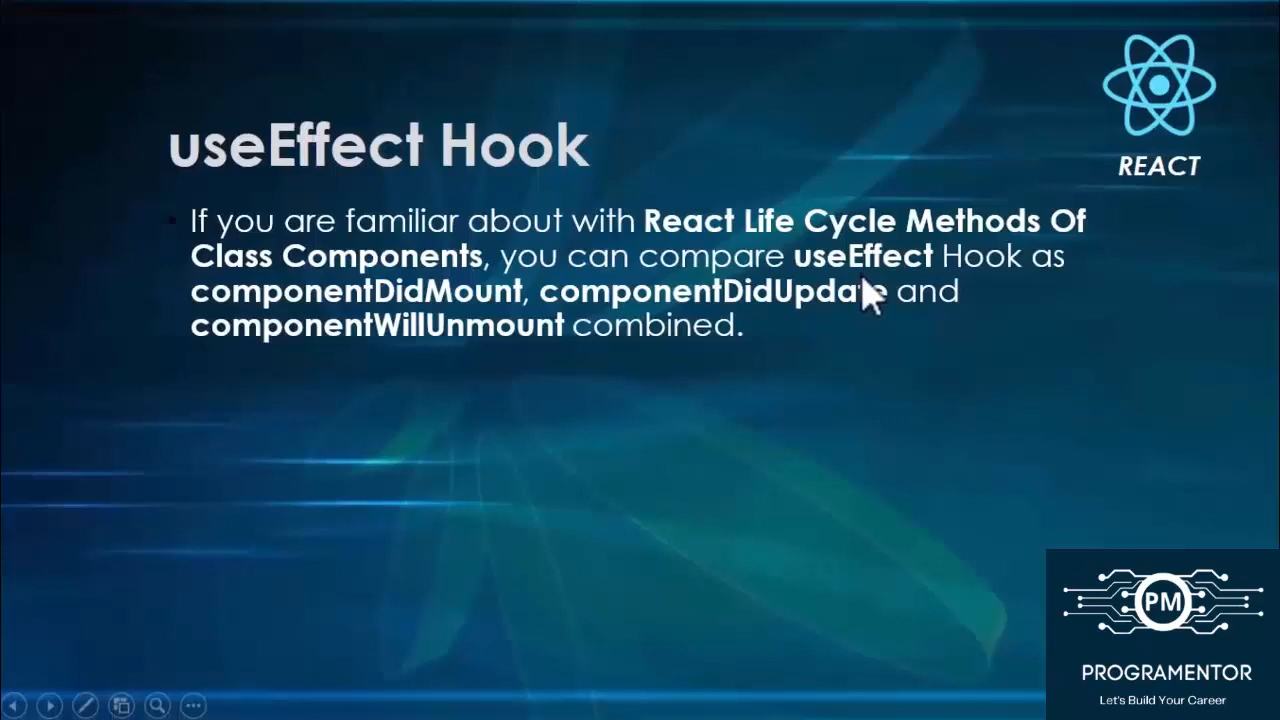 REACT
useEffect Hook
If you are familiar about with React Life Cycle Methods Of
Class Components, you can compare useEffect Hook as
componentDidMount, componentDidUpdate and
componentWillUnmount combined.
PM
PROGRAMENTOR
Let's Build Your Career